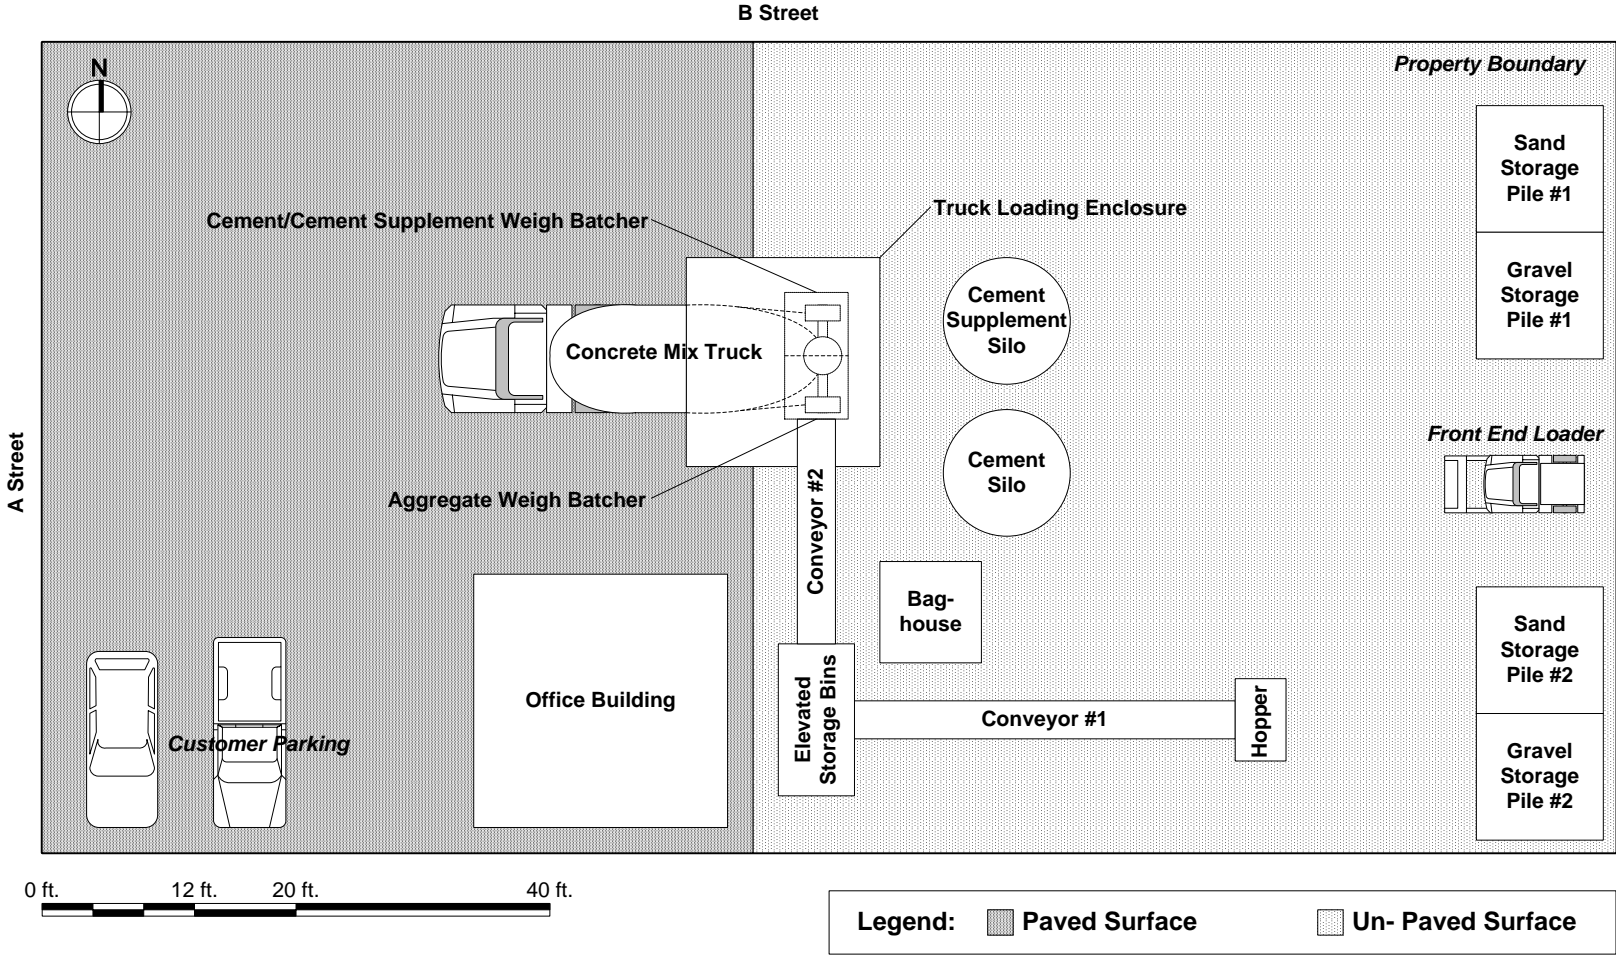 B Street
N
Property Boundary
Sand
Storage
Pile #1
Cement/Cement Supplement Weigh Batcher
Truck Loading Enclosure
Gravel
Storage
Pile #1
Cement
Supplement
Silo
Concrete Mix Truck
A Street
Front End Loader
Cement
Silo
Aggregate Weigh Batcher
Conveyor #2
Bag-
house
Sand
Storage
Pile #2
Office Building
Elevated
Storage Bins
Conveyor #1
Hopper
Customer Parking
Gravel
Storage
Pile #2
0 ft.
12 ft.
20 ft.
40 ft.
Legend:
Paved Surface
Un- Paved Surface